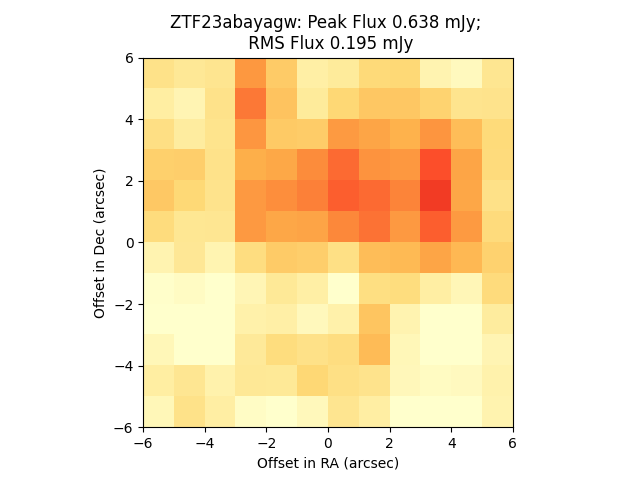 ZTF23abayagw: Peak Flux 0.638 mJy;
RMS Flux 0.195 mJy
6
4
2
0
−2
−4
−6
Offset in Dec (arcsec)
−6 −4 −2 0 2 4 6
Offset in RA (arcsec)